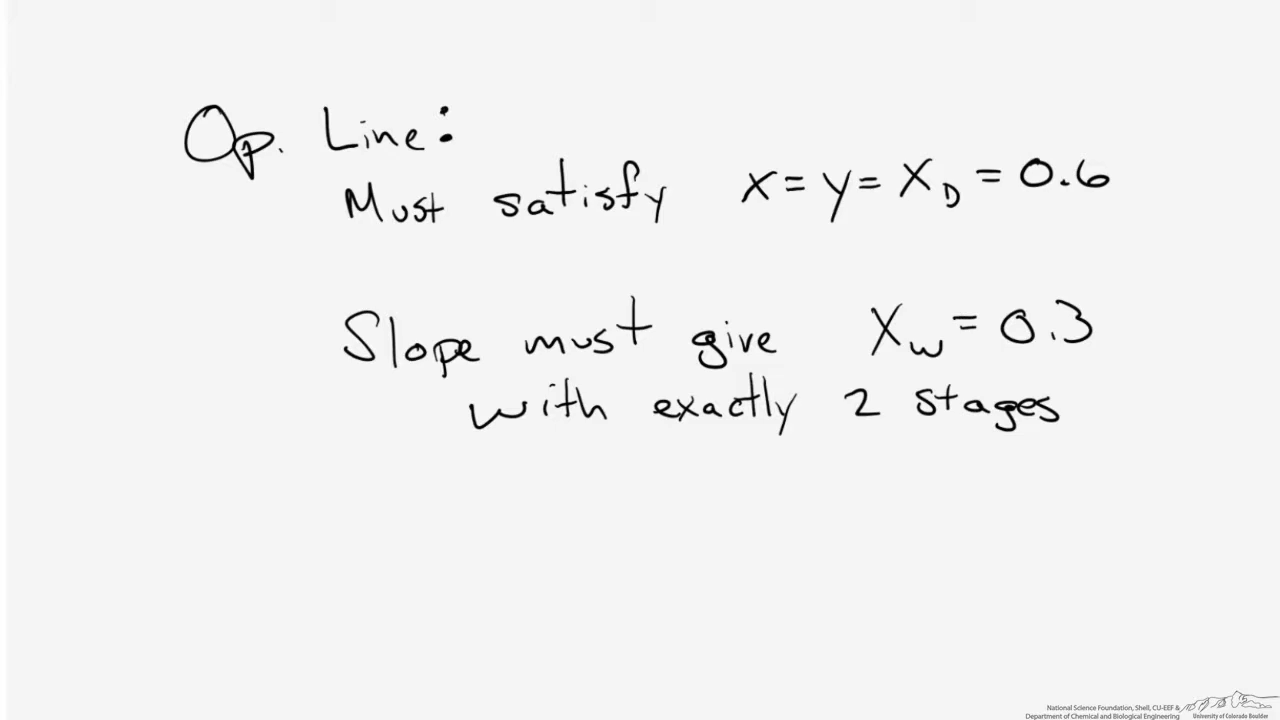 Op. Line:
Must satisfy x = y = X_D = 0.6
Slope must give X_w = 0.3
with exactly 2 stages
National Science Foundation, Shell, CU-EEF &
Department of Chemical and Biological Engineering
University of Colorado Boulder